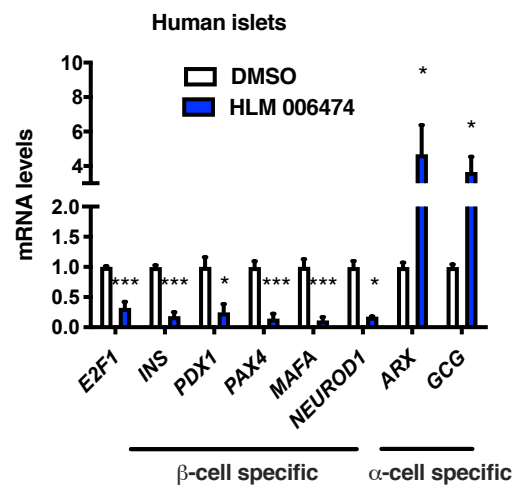 Human islets
DMSO
HLM 006474
mRNA levels
10
8
6
4
2.0
1.5
1.0
0.5
0.0
*** *** * *** *** * * *
E2F1 INS PDX1 PAX4 MAFA NEUROD1 ARX GCG
β-cell specific α-cell specific